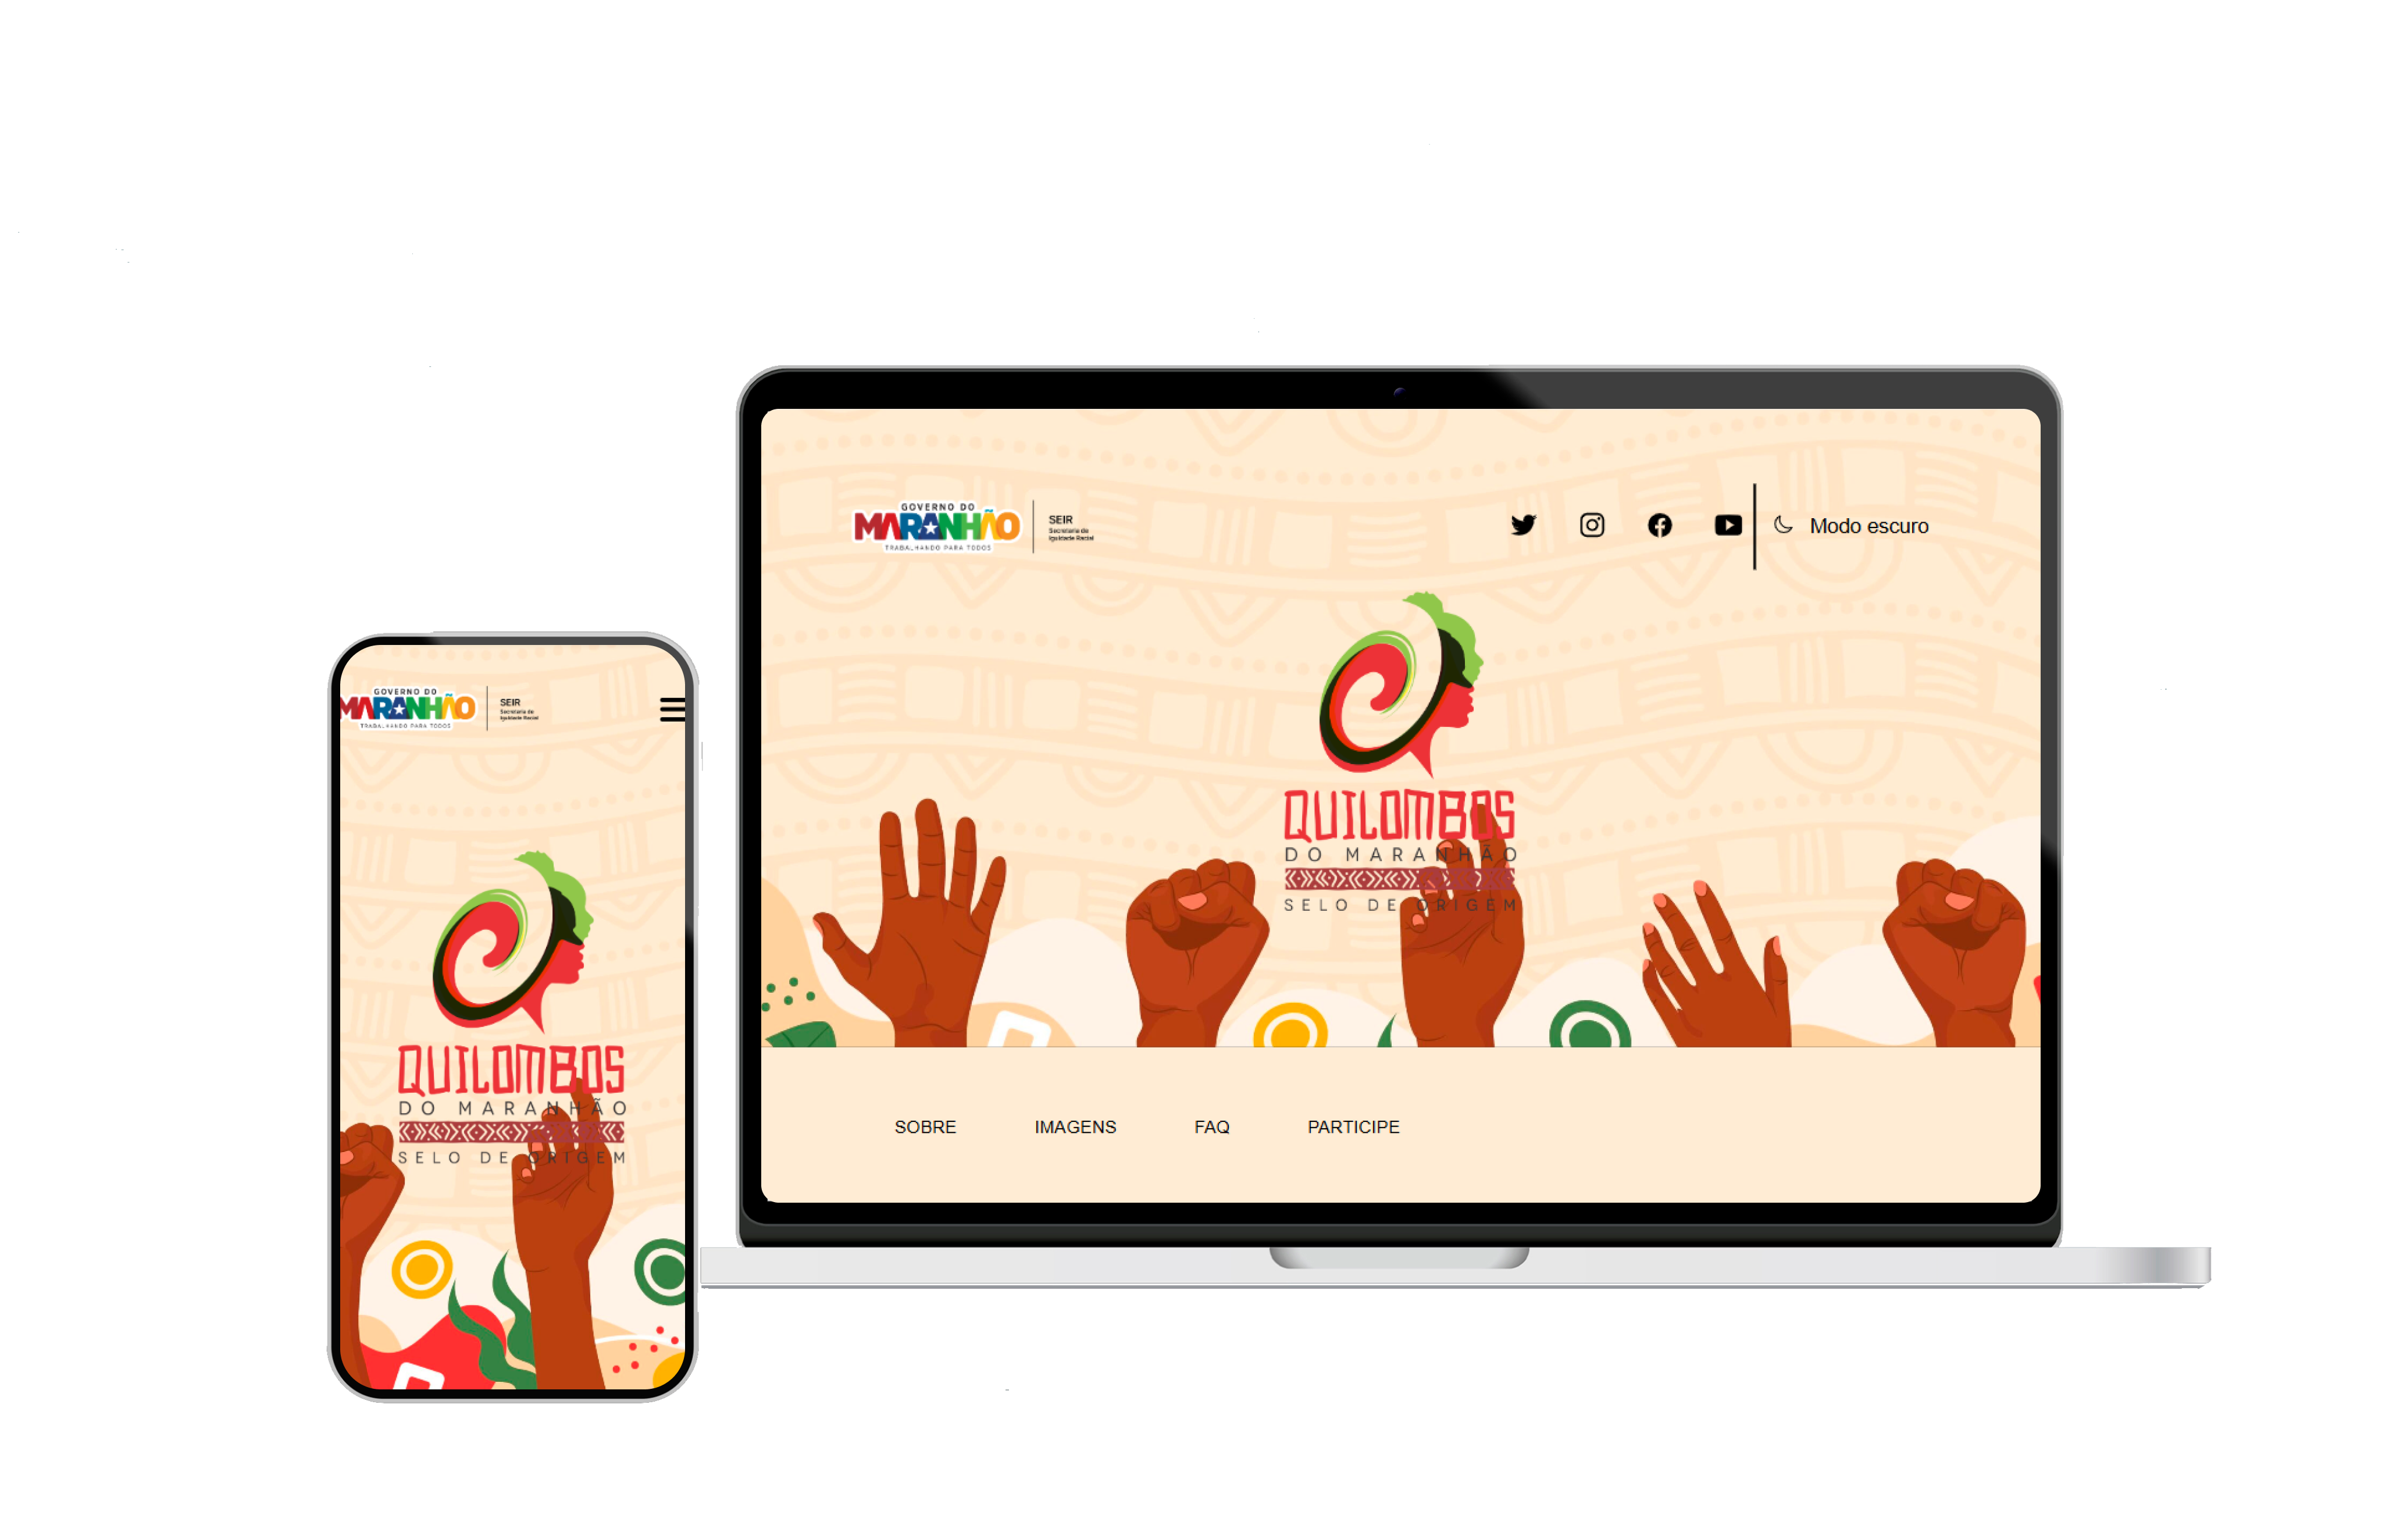 GOVERNO DO
MARANHÃO
TRABALHANDO PARA TODOS
SEIR
Secretaria de
Igualdade Racial
QUILOMBOS
DO MARANHÃO
SELO DE ORIGEM
GOVERNO DO
MARANHÃO
TRABALHANDO PARA TODOS
SEIR
Secretaria de
Igualdade Racial
Modo escuro
QUILOMBOS
DO MARANHÃO
SELO DE ORIGEM
SOBRE IMAGENS FAQ PARTICIPE